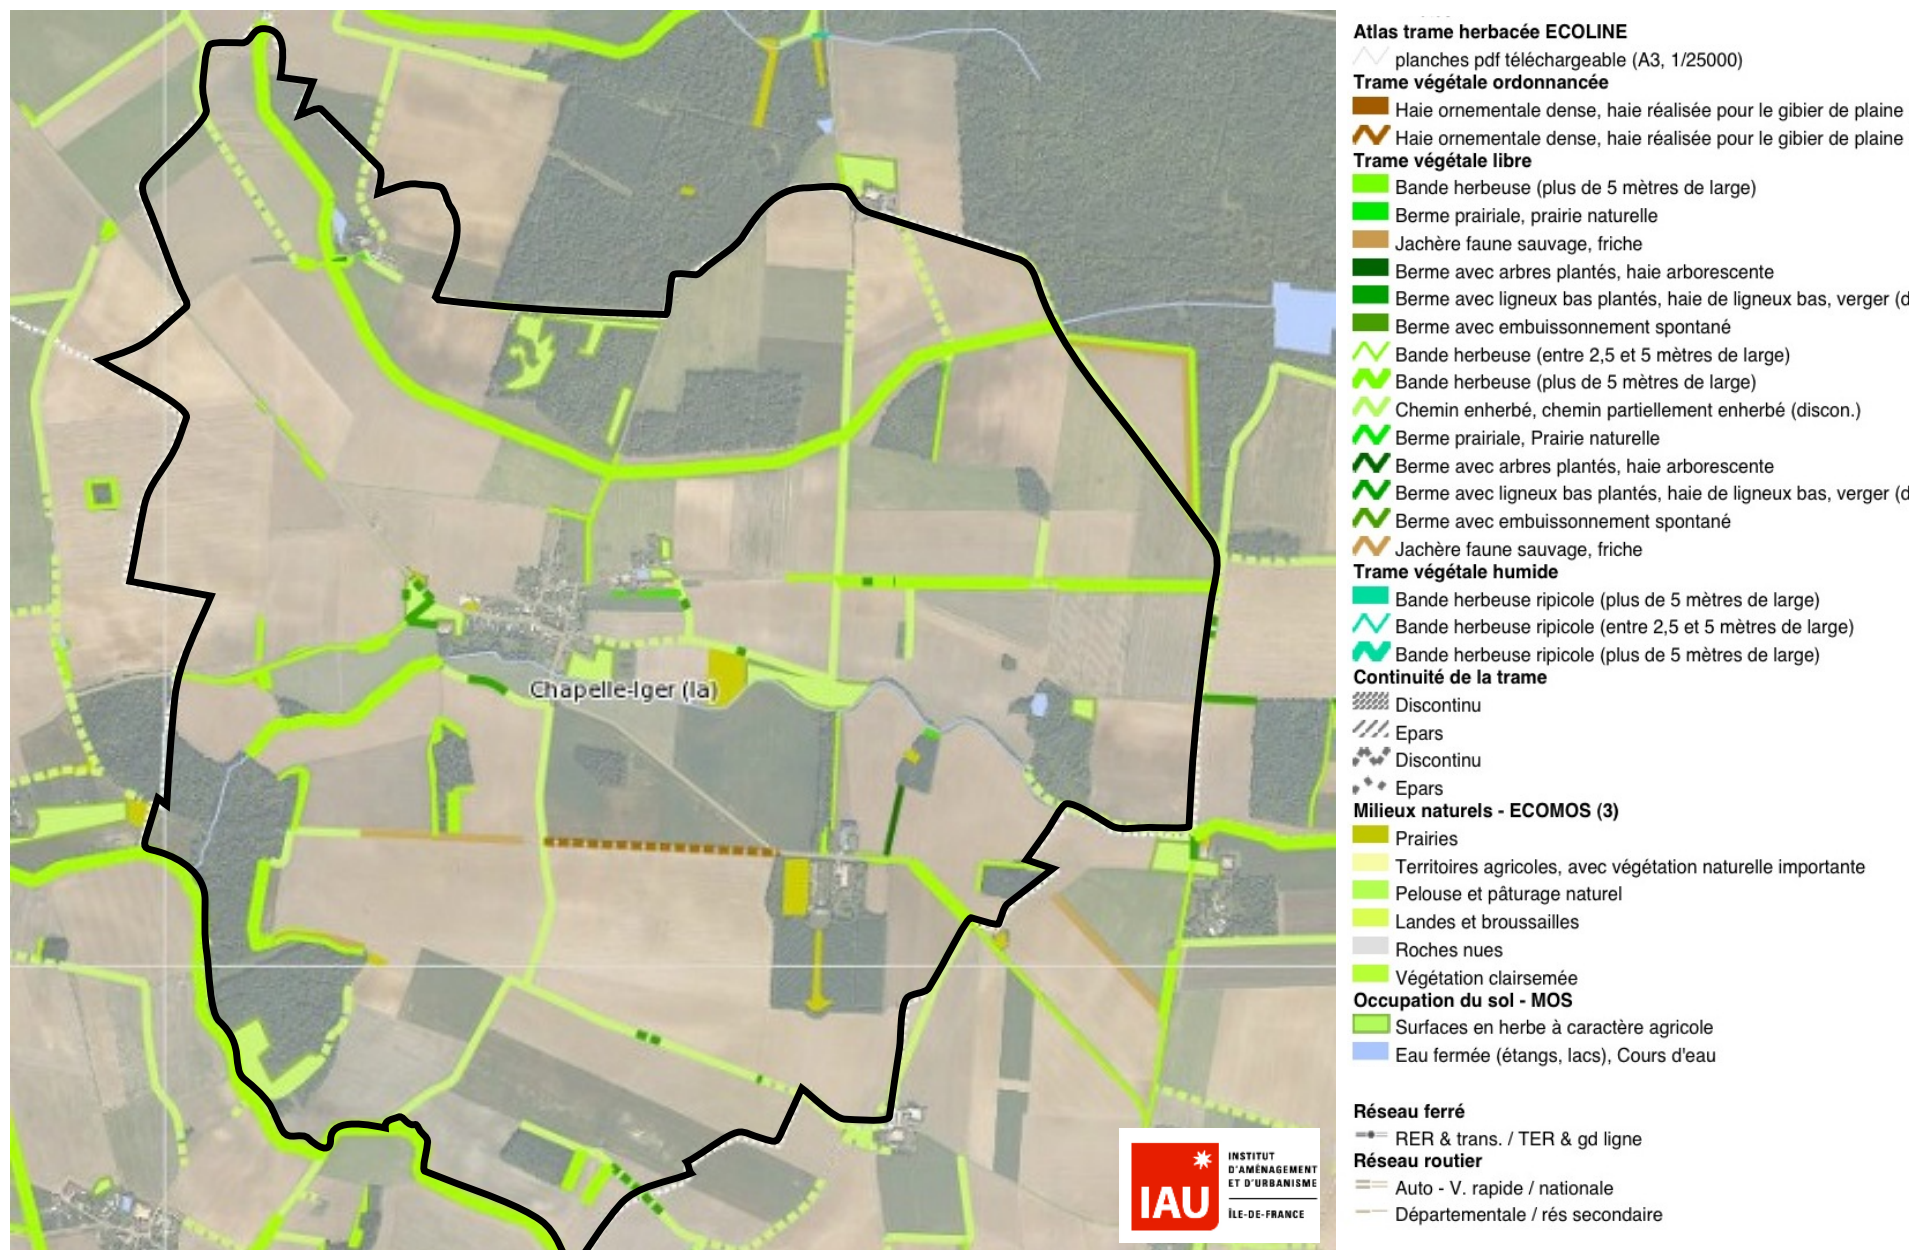 Atlas trame herbacée ECOLINE
planches pdf téléchargeable (A3, 1/25000)
Trame végétale ordonnancée
Haie ornementale dense, haie réalisée pour le gibier de plaine
Haie ornementale dense, haie réalisée pour le gibier de plaine
Trame végétale libre
Bande herbeuse (plus de 5 mètres de large)
Berme prairiale, prairie naturelle
Jachère faune sauvage, friche
Berme avec arbres plantés, haie arborescente
Berme avec ligneux bas plantés, haie de ligneux bas, verger (d
Berme avec embuissonnement spontané
Bande herbeuse (entre 2,5 et 5 mètres de large)
Bande herbeuse (plus de 5 mètres de large)
Chemin enherbé, chemin partiellement enherbé (discon.)
Berme prairiale, Prairie naturelle
Berme avec arbres plantés, haie arborescente
Berme avec ligneux bas plantés, haie de ligneux bas, verger (d
Berme avec embuissonnement spontané
Jachère faune sauvage, friche
Trame végétale humide
Bande herbeuse ripicole (plus de 5 mètres de large)
Bande herbeuse ripicole (entre 2,5 et 5 mètres de large)
Bande herbeuse ripicole (plus de 5 mètres de large)
Continuité de la trame
Discontinu
Epars
Discontinu
Epars
Milieux naturels - ECOMOS (3)
Prairies
Territoires agricoles, avec végétation naturelle importante
Pelouse et pâturage naturel
Landes et broussailles
Roches nues
Végétation clairsemée
Occupation du sol - MOS
Surfaces en herbe à caractère agricole
Eau fermée (étangs, lacs), Cours d'eau
Réseau ferré
RER & trans. / TER & gd ligne
Réseau routier
Auto - V. rapide / nationale
Départementale / rés secondaire
Chapelle-Iger (la)
IAU
INSTITUT
D'AMÉNAGEMENT
ET D'URBANISME
ÎLE-DE-FRANCE